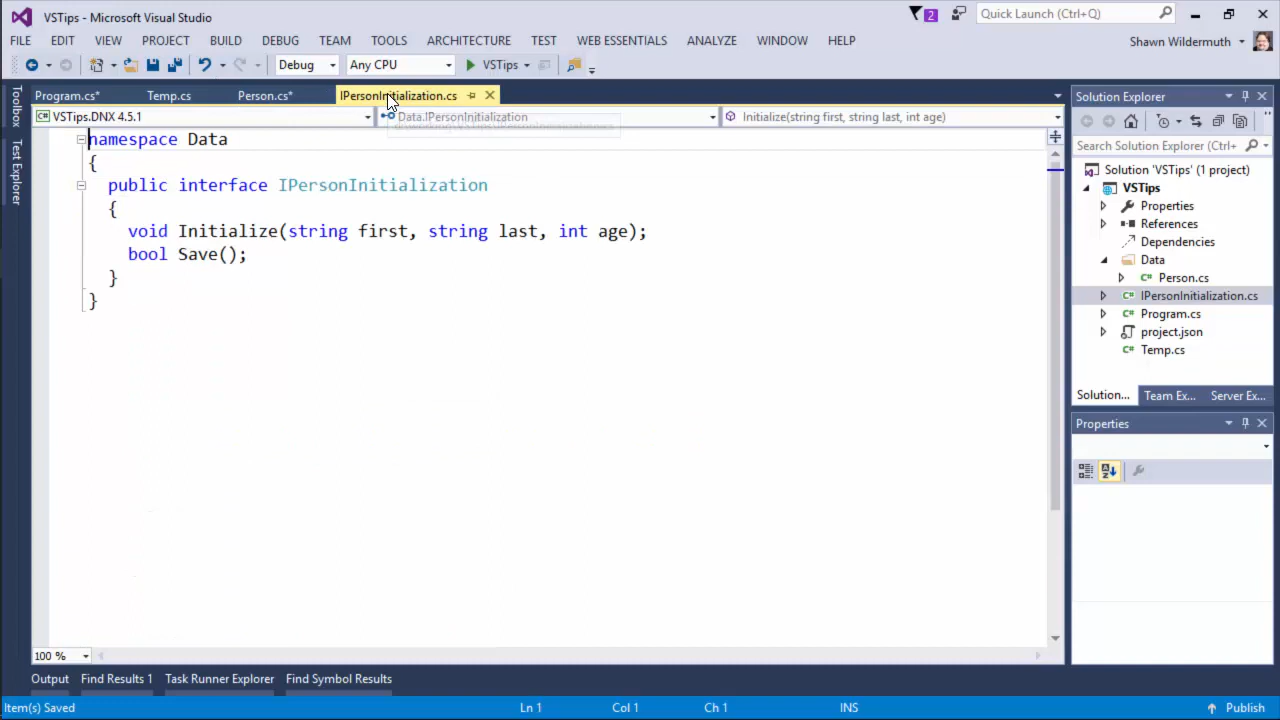 VSTips - Microsoft Visual Studio
2
Quick Launch (Ctrl+Q)
FILE EDIT VIEW PROJECT BUILD DEBUG TEAM TOOLS ARCHITECTURE TEST WEB ESSENTIALS ANALYZE WINDOW HELP
Shawn Wildermuth
Debug
Any CPU
VSTips
Toolbox
Test Explorer
Program.cs*
Temp.cs
Person.cs*
IPersonInitialization.cs
VSTips.DNX 4.5.1
Data.IPersonInitialization
Initialize(string first, string last, int age)
namespace Data
{
public interface IPersonInitialization
{
void Initialize(string first, string last, int age);
bool Save();
}
}
100 %
Solution Explorer
Search Solution Explorer (Ctrl+
Solution 'VSTips' (1 project)
VSTips
Properties
References
Dependencies
Data
C# Person.cs
C# IPersonInitialization.cs
C# Program.cs
project.json
C# Temp.cs
Solution... Team Ex... Server Ex...
Properties
Output
Find Results 1
Task Runner Explorer
Find Symbol Results
Item(s) Saved
Ln 1
Col 1
Ch 1
INS
Publish